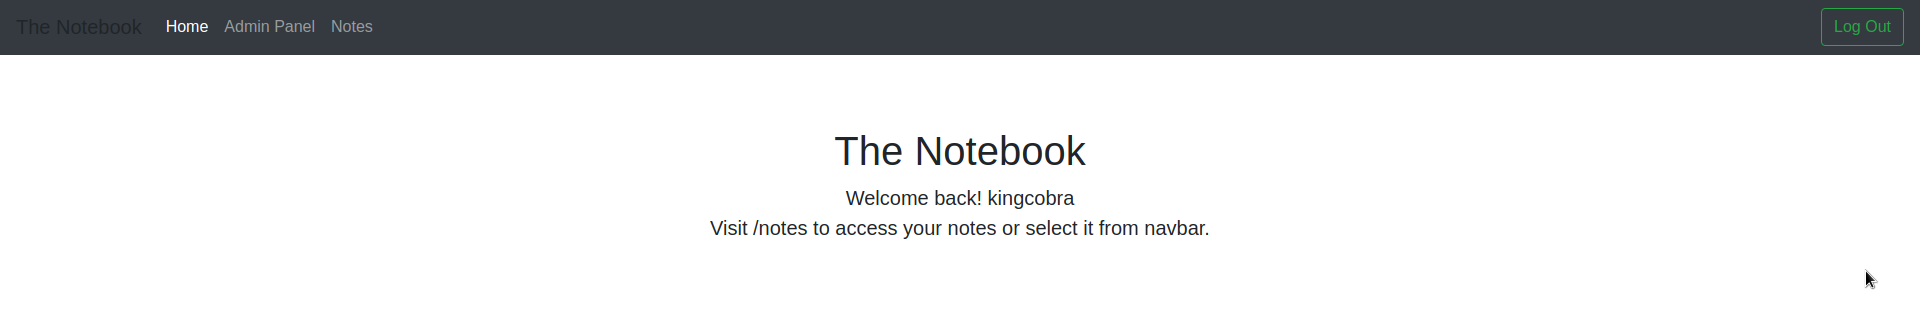 The Notebook Home Admin Panel Notes Log Out
The Notebook
Welcome back! kingcobra
Visit /notes to access your notes or select it from navbar.